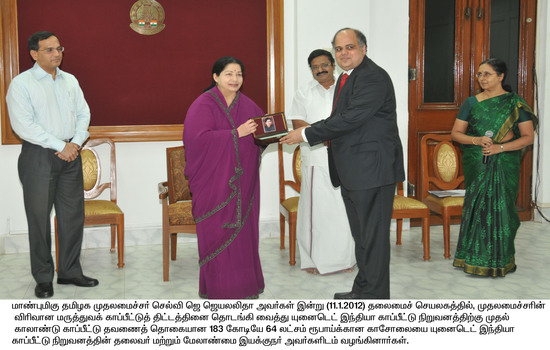 மாண்புமிகு தமிழக முதலமைச்சர் செல்வி ஜெ ஜெயலலிதா அவர்கள் இன்று (11.1.2012) தலைமைச் செயலகத்தில், முதலமைச்சரின்
விரிவான மருத்துவக் காப்பீட்டுத் திட்டத்தினை தொடங்கி வைத்து யுனைடெட் இந்தியா காப்பீட்டு நிறுவனத்திற்கு முதல்
காலாண்டு காப்பீட்டு தவணைத் தொகையான 183 கோடியே 64 லட்சம் ரூபாய்க்கான காசோலையை யுனைடெட் இந்தியா
காப்பீட்டு நிறுவனத்தின் தலைவர் மற்றும் மேலாண்மை இயக்குநர் அவர்களிடம் வழங்கினார்கள்.